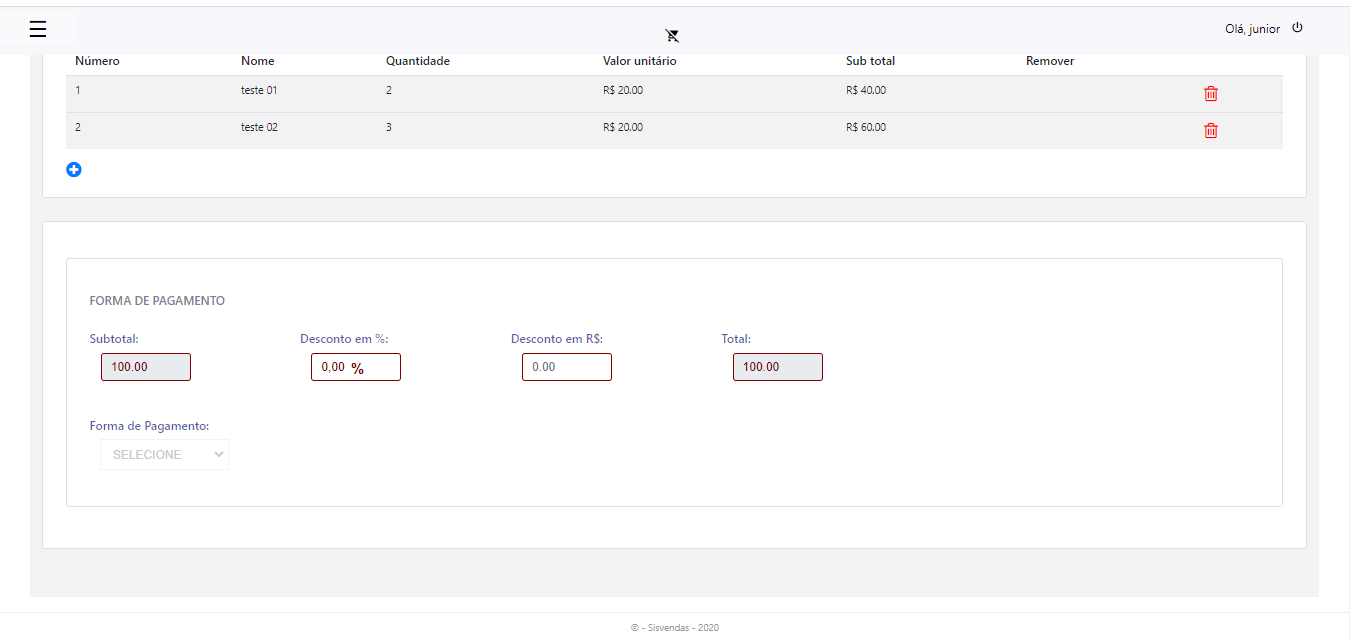 Olá, junior
Número Nome Quantidade Valor unitário Sub total Remover
1 teste 01 2 R$ 20.00 R$ 40.00
2 teste 02 3 R$ 20.00 R$ 60.00
FORMA DE PAGAMENTO
Subtotal: Desconto em %: Desconto em R$: Total:
100.00 0,00 % 0.00 100.00
Forma de Pagamento:
SELECIONE
© - Sisvendas - 2020